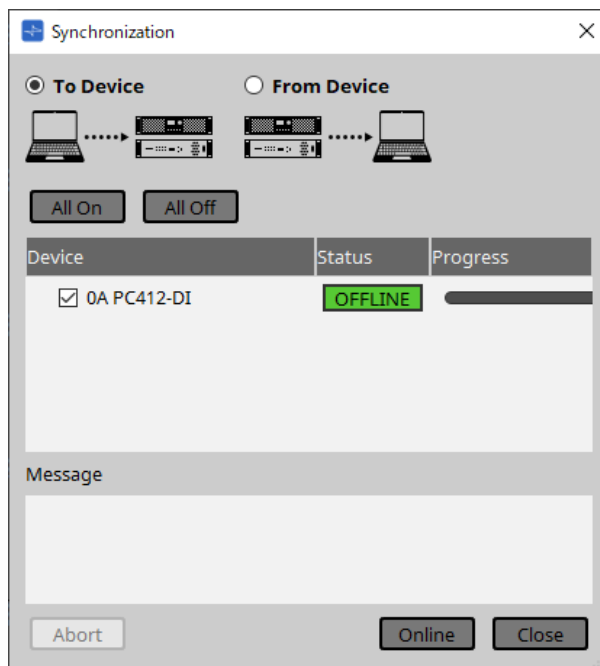 Synchronization
To Device From Device
All On All Off
Device Status Progress
0A PC412-DI OFFLINE
Message
Abort Online Close